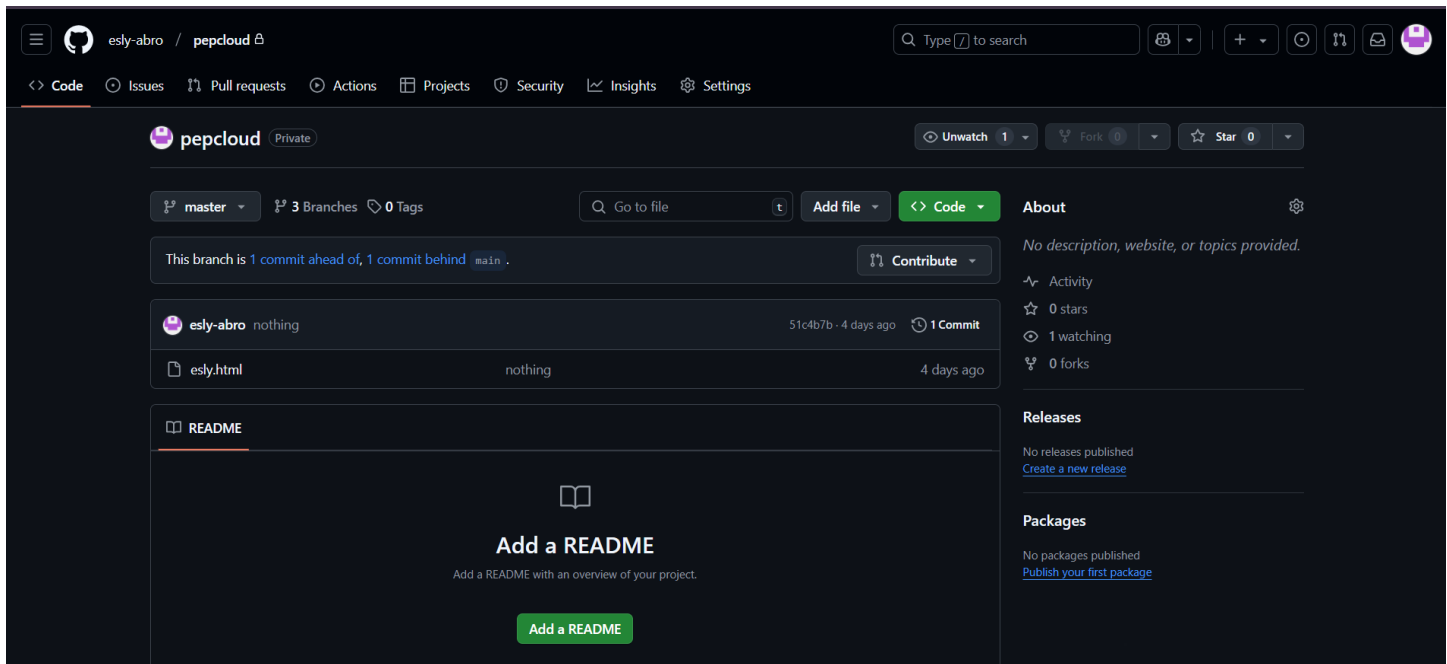 esly-abro / pepcloud
Type / to search
Code Issues Pull requests Actions Projects Security Insights Settings
pepcloud Private
Unwatch 1 Fork 0 Star 0
master 3 Branches 0 Tags
Go to file t Add file Code
This branch is 1 commit ahead of, 1 commit behind main .
Contribute
esly-abro nothing 51c4b7b · 4 days ago 1 Commit
esly.html nothing 4 days ago
README
Add a README
Add a README with an overview of your project.
Add a README
About
No description, website, or topics provided.
Activity
0 stars
1 watching
0 forks
Releases
No releases published
Create a new release
Packages
No packages published
Publish your first package